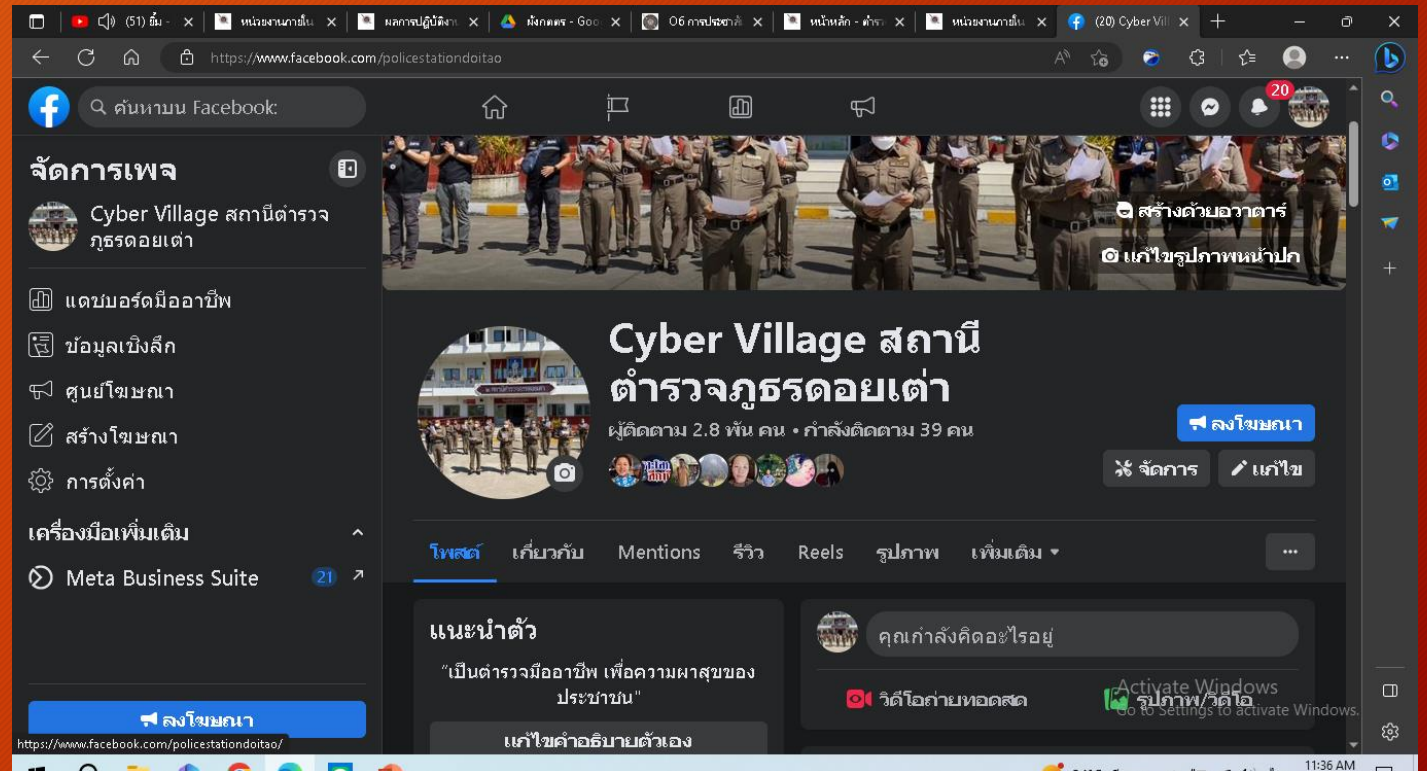 (51) ยิ้ม -
หน่วยงานภายใน
ผลการปฏิบัติงาน
ผังกตตร - Goo
O6 การประชาสั
หน้าหลัก - ตำรว
หน่วยงานภายใน
(20) Cyber Vill
https://www.facebook.com/policestationdoitao
ค้นหาบน Facebook:
20
จัดการเพจ
Cyber Village สถานีตำรวจ
ภูธรดอยเต่า
แดชบอร์ดมืออาชีพ
ข้อมูลเชิงลึก
ศูนย์โฆษณา
สร้างโฆษณา
การตั้งค่า
เครื่องมือเพิ่มเติม
Meta Business Suite 21
ลงโฆษณา
https://www.facebook.com/policestationdoitao/
สร้างด้วยอวาตาร์
แก้ไขรูปภาพหน้าปก
Cyber Village สถานี
ตำรวจภูธรดอยเต่า
ผู้ติดตาม 2.8 พัน คน • กำลังติดตาม 39 คน
ลงโฆษณา
จัดการ แก้ไข
โพสต์ เกี่ยวกับ Mentions รีวิว Reels รูปภาพ เพิ่มเติม
แนะนำตัว
"เป็นตำรวจมืออาชีพ เพื่อความผาสุขของ
ประชาชน"
แก้ไขคำอธิบายตัวเอง
คุณกำลังคิดอะไรอยู่
วิดีโอถ่ายทอดสด รูปภาพ/วิดีโอ
Activate Windows
Go to Settings to activate Windows.
11:36 AM